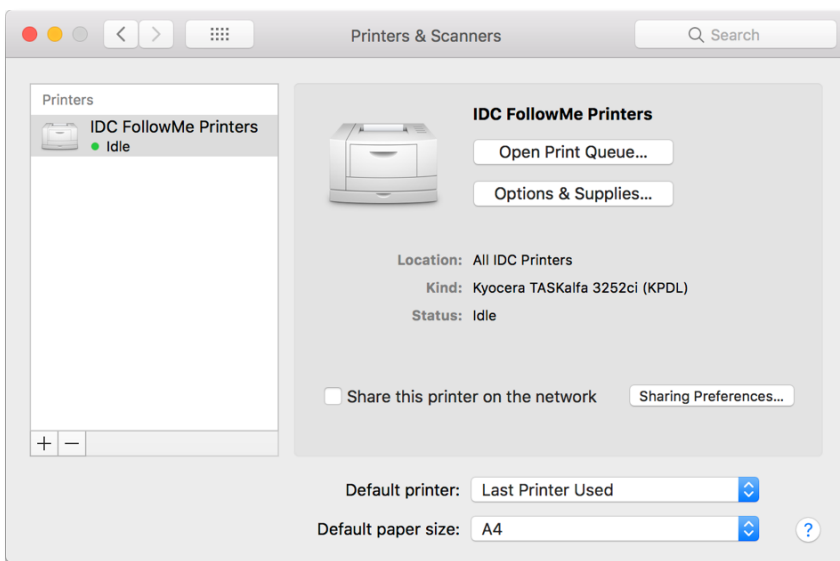 Printers & Scanners
Search
Printers
IDC FollowMe Printers
Idle
IDC FollowMe Printers
Open Print Queue...
Options & Supplies...
Location: All IDC Printers
Kind: Kyocera TASKalfa 3252ci (KPDL)
Status: Idle
Share this printer on the network
Sharing Preferences...
+ −
Default printer: Last Printer Used
Default paper size: A4
?